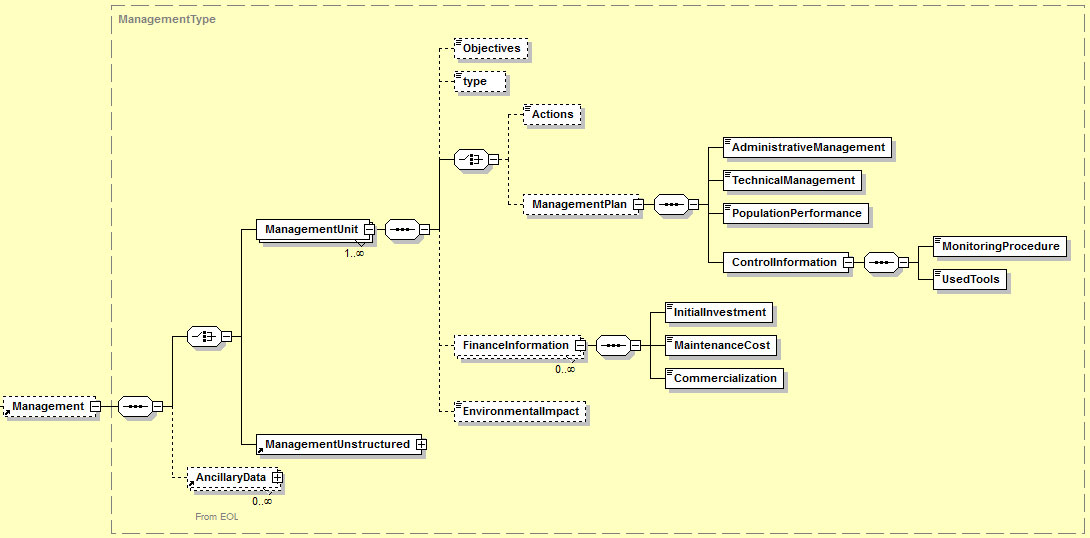 ManagementType
Objectives
type
Actions
AdministrativeManagement
TechnicalManagement
ManagementPlan
PopulationPerformance
ManagementUnit
1..∞
ControlInformation
MonitoringProcedure
UsedTools
InitialInvestment
FinanceInformation
0..∞
MaintenanceCost
Commercialization
Management
EnvironmentalImpact
ManagementUnstructured
AncillaryData
0..∞
From EOL